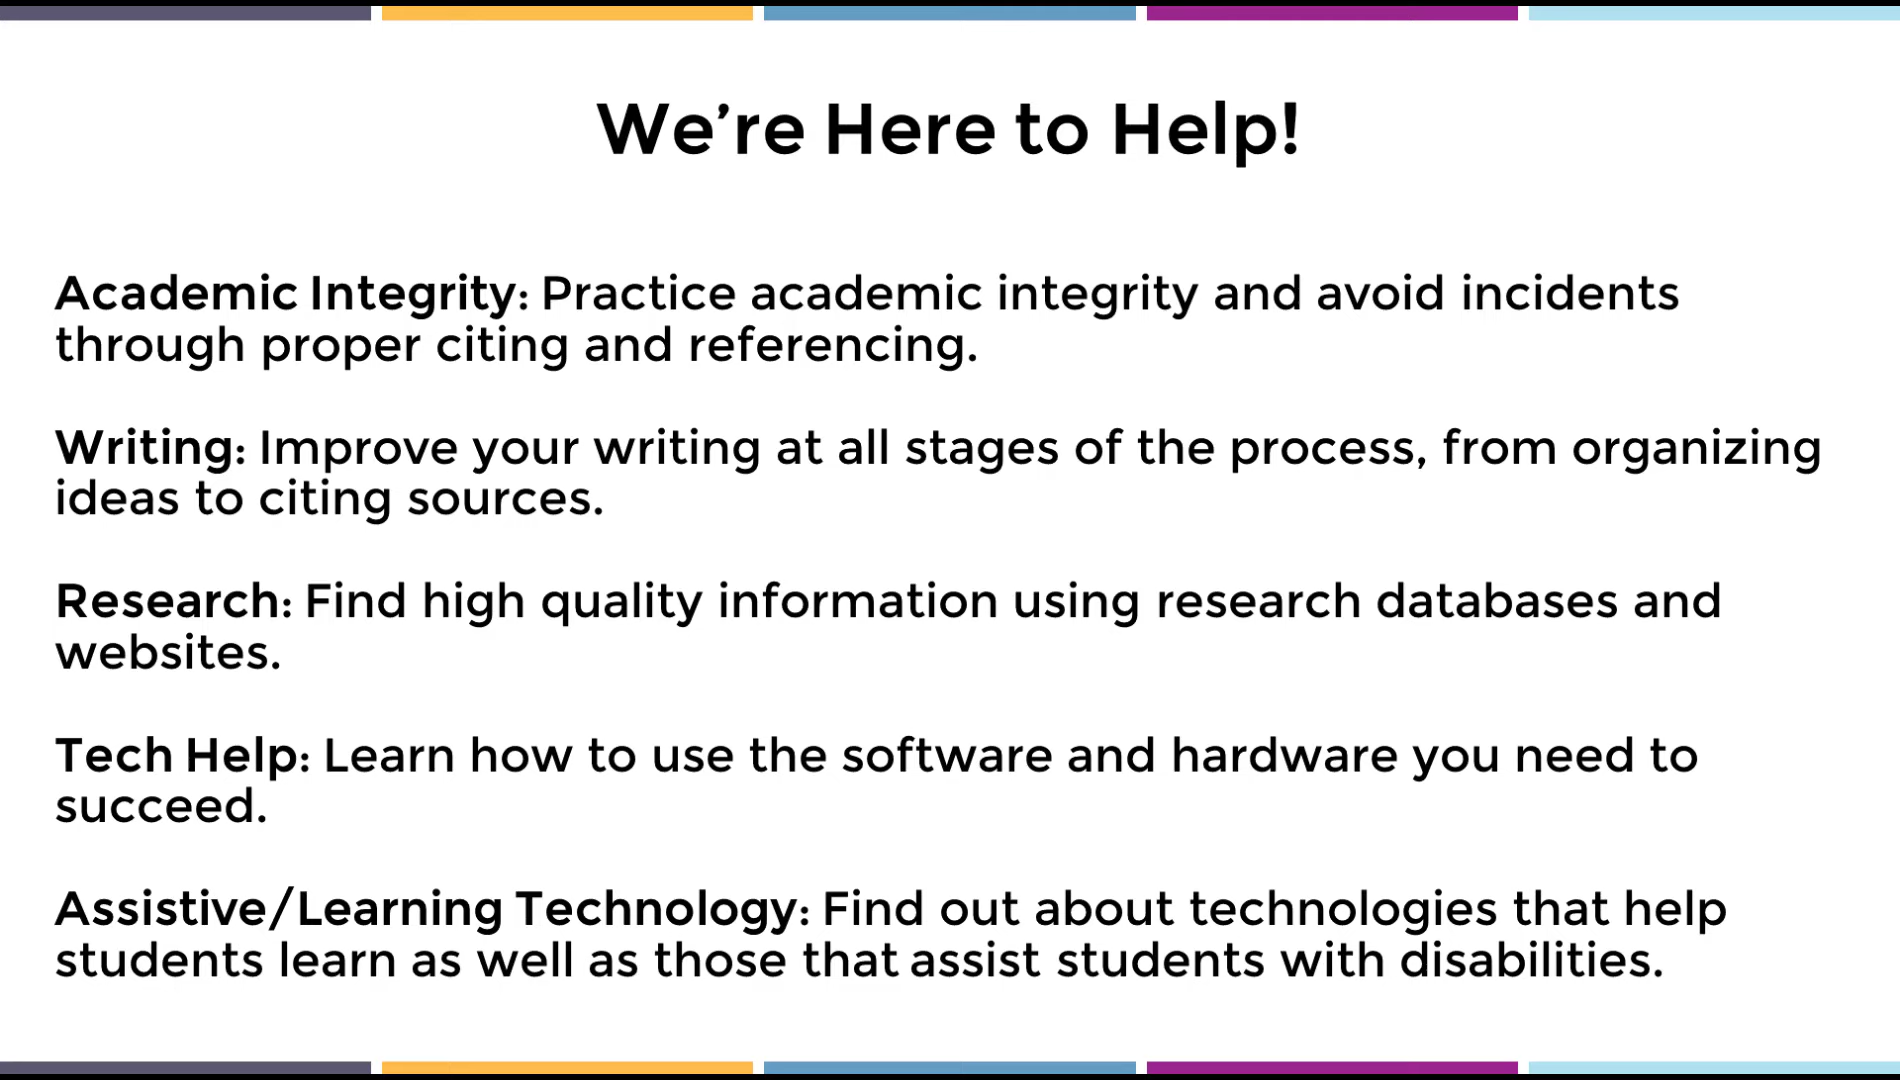 We’re Here to Help!
Academic Integrity: Practice academic integrity and avoid incidents
through proper citing and referencing.
Writing: Improve your writing at all stages of the process, from organizing
ideas to citing sources.
Research: Find high quality information using research databases and
websites.
Tech Help: Learn how to use the software and hardware you need to
succeed.
Assistive/Learning Technology: Find out about technologies that help
students learn as well as those that assist students with disabilities.